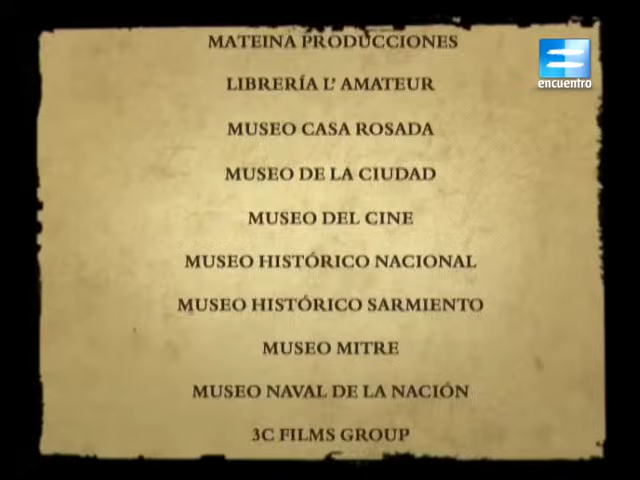 MATEINA PRODUCCIONES
encuentro
LIBRERÍA L' AMATEUR
MUSEO CASA ROSADA
MUSEO DE LA CIUDAD
MUSEO DEL CINE
MUSEO HISTÓRICO NACIONAL
MUSEO HISTÓRICO SARMIENTO
MUSEO MITRE
MUSEO NAVAL DE LA NACIÓN
3C FILMS GROUP